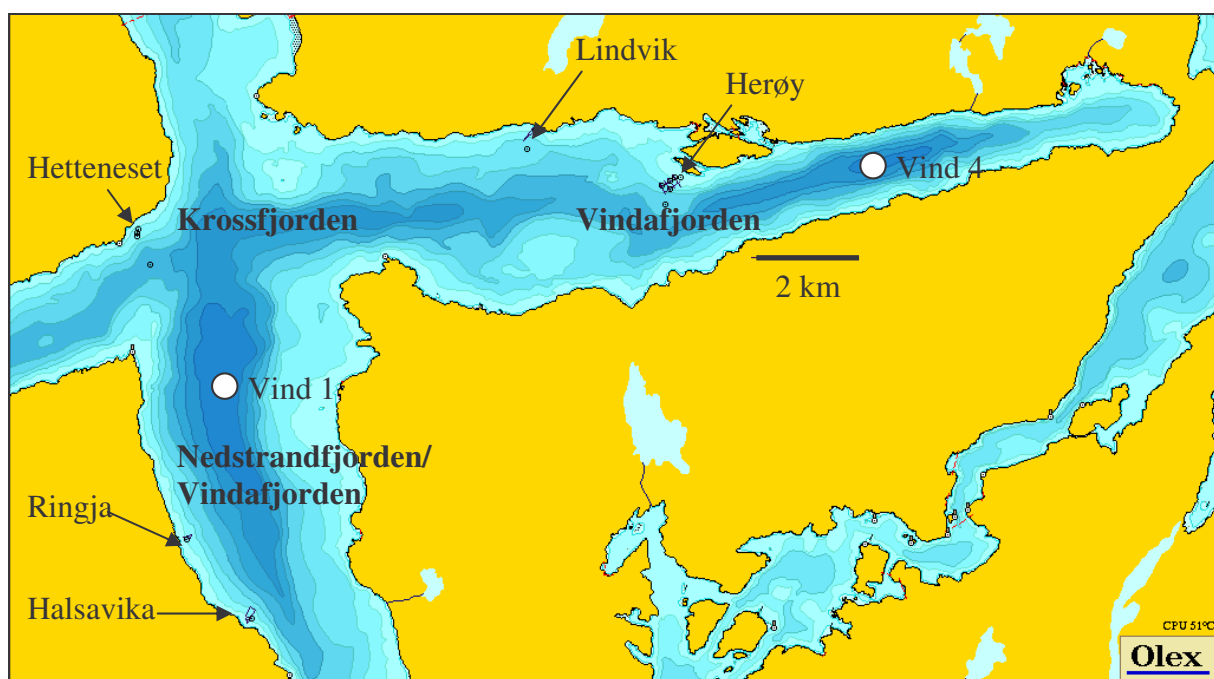 Lindvik
Herøy
Hetteneset
Vind 4
Krossfjorden
Vindafjorden
2 km
Vind 1
Nedstrandfjorden/
Vindafjorden
Ringja
Halsavika
CPU 51°C
Olex